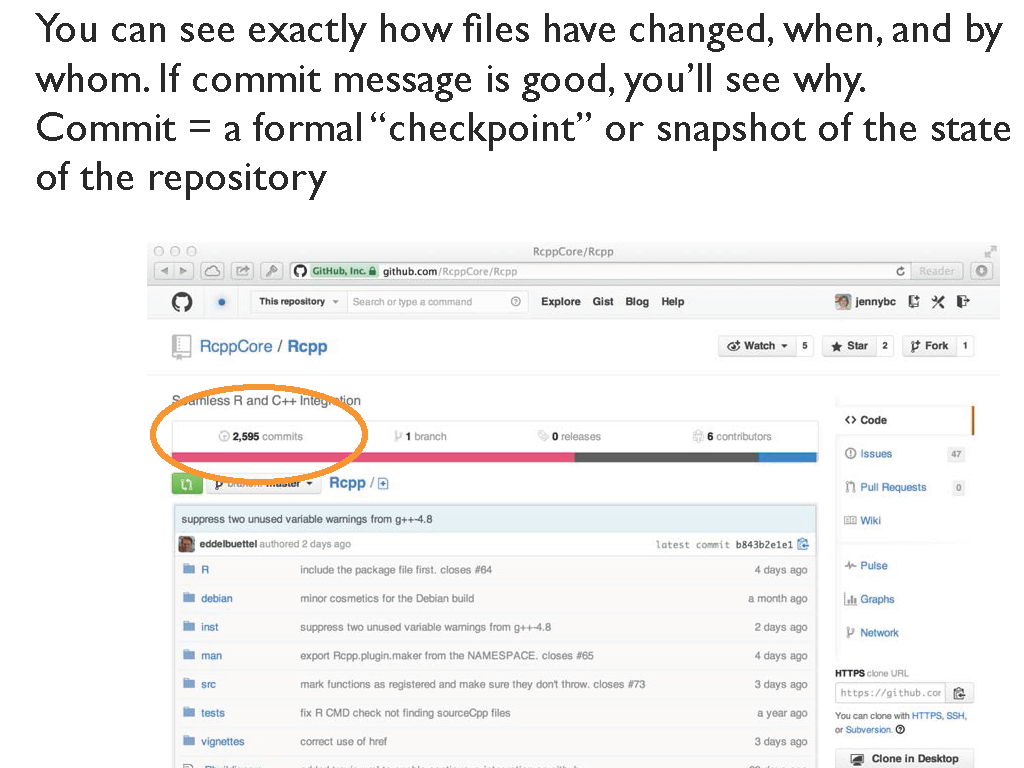 You can see exactly how files have changed, when, and by
whom. If commit message is good, you’ll see why.
Commit = a formal “checkpoint” or snapshot of the state
of the repository
RcppCore/Rcpp
GitHub, Inc. github.com/RcppCore/Rcpp Reader
This repository Search or type a command Explore Gist Blog Help jennybc
RcppCore / Rcpp Watch 5 Star 2 Fork 1
Seamless R and C++ Integration
2,595 commits 1 branch 0 releases 6 contributors
branch: master Rcpp /
suppress two unused variable warnings from g++-4.8
eddelbuettel authored 2 days ago latest commit b843b2e1e1
R include the package file first. closes #64 4 days ago
debian minor cosmetics for the Debian build a month ago
inst suppress two unused variable warnings from g++-4.8 2 days ago
man export Rcpp.plugin.maker from the NAMESPACE. closes #65 4 days ago
src mark functions as registered and make sure they don't throw. closes #73 3 days ago
tests fix R CMD check not finding sourceCpp files a year ago
vignettes correct use of href 3 days ago
Code
Issues 47
Pull Requests 0
Wiki
Pulse
Graphs
Network
HTTPS clone URL
https://github.cor
You can clone with HTTPS, SSH,
or Subversion.
Clone in Desktop